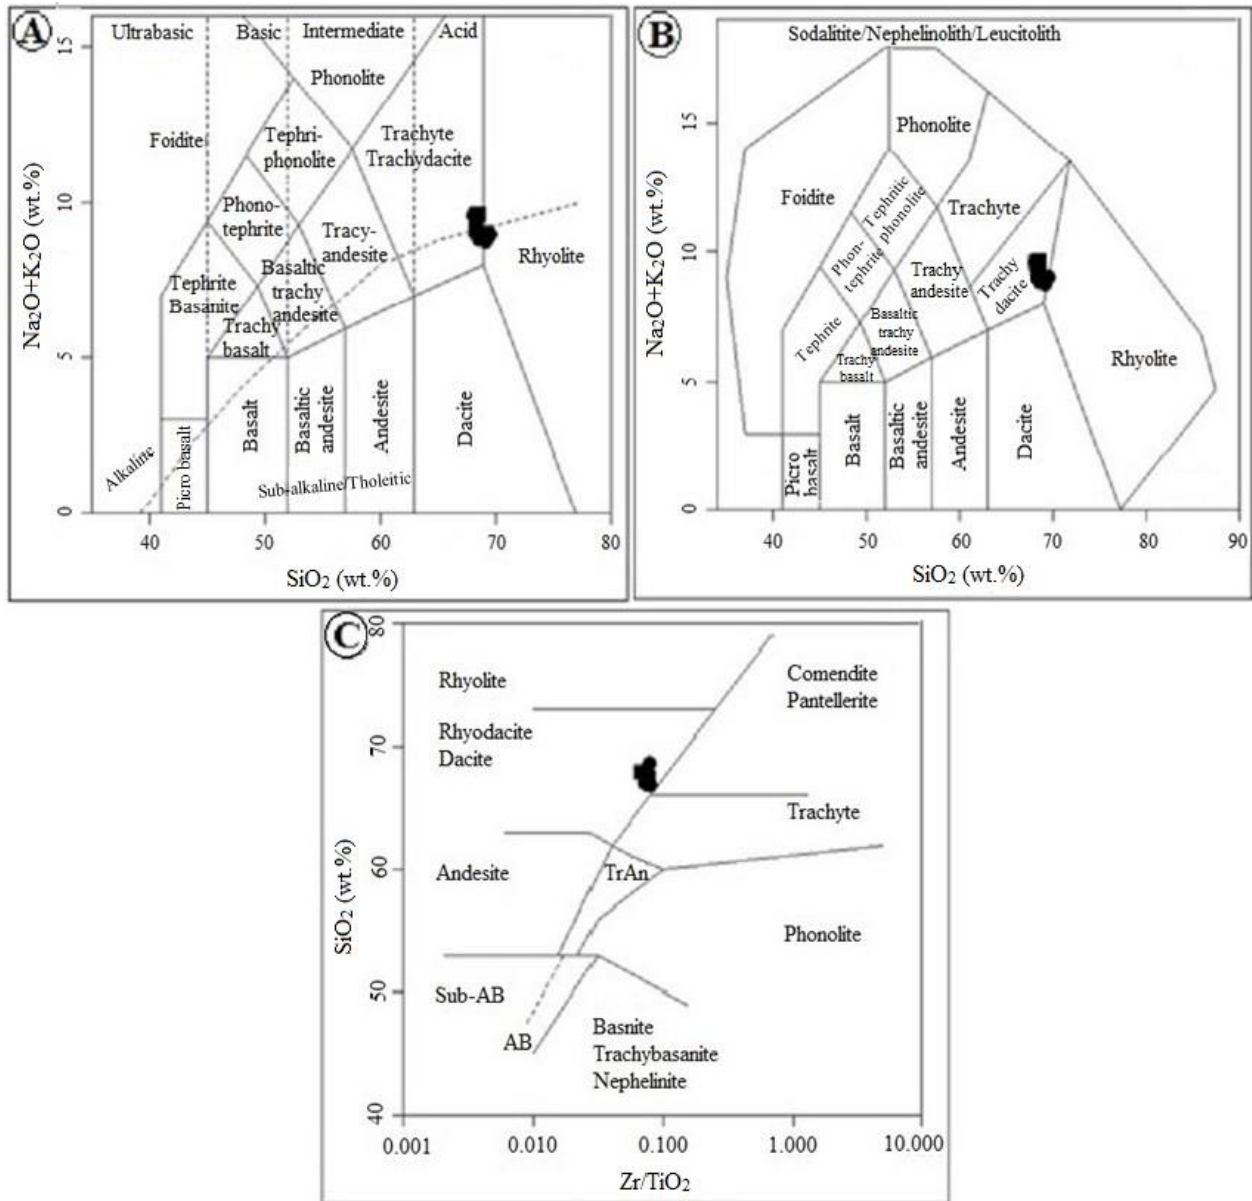 A
Ultrabasic
Basic
Intermediate
Acid
Phonolite
Foidite
Tephri-
phonolite
Trachyte
Trachydacite
Phono-
tephrite
Tracy-
andesite
Rhyolite
Tephrite
Basanite
Basaltic
trachy
andesite
Trachy
basalt
Alkaline
Picro basalt
Basalt
Basaltic
andesite
Andesite
Dacite
Sub-alkaline/Tholeitic
Na2O+K2O (wt.%)
15
10
5
0
40 50 60 70 80
SiO2 (wt.%)
B
Sodalitite/Nephelinolith/Leucitolith
Phonolite
Foidite
Tephritic
phonolite
Trachyte
Phon-
tephrite
Trachy
andesite
Trachy
dacite
Tephrite
Basaltic
trachy
andesite
Trachy
basalt
Rhyolite
Picro
basalt
Basalt
Basaltic
andesite
Andesite
Dacite
Na2O+K2O (wt.%)
15
10
5
0
40 50 60 70 80 90
SiO2 (wt.%)
C
Rhyolite
Comendite
Pantellerite
Rhyodacite
Dacite
Trachyte
Andesite
TrAn
Phonolite
Sub-AB
AB
Basnite
Trachybasanite
Nephelinite
SiO2 (wt.%)
80
70
60
50
40
0.001 0.010 0.100 1.000 10.000
Zr/TiO2